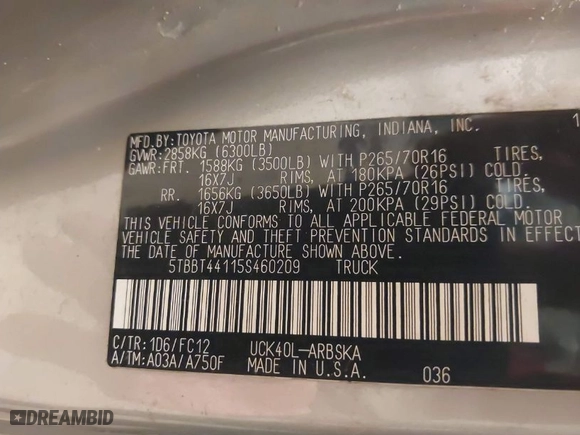 MFD.BY:TOYOTA MOTOR MANUFACTURING, INDIANA, INC. 1
GVWR:2858KG (6300LB)
GAWR:FRT. 1588KG (3500LB) WITH P265/70R16 TIRES,
16X7J RIMS, AT 180KPA (26PSI) COLD.
RR. 1656KG (3650LB) WITH P265/70R16 TIRES,
16X7J RIMS, AT 200KPA (29PSI) COLD.
THIS VEHICLE CONFORMS TO ALL APPLICABLE FEDERAL MOTOR
VEHICLE SAFETY AND THEFT PREVENTION STANDARDS IN EFFECT
THE DATE OF MANUFACTURE SHOWN ABOVE.
5TBBT44115S460209 TRUCK
C/TR:1D6/FC12 UCK40L-ARBSKA
A/TM:A03A/A750F MADE IN U.S.A. 036
DREAMBID